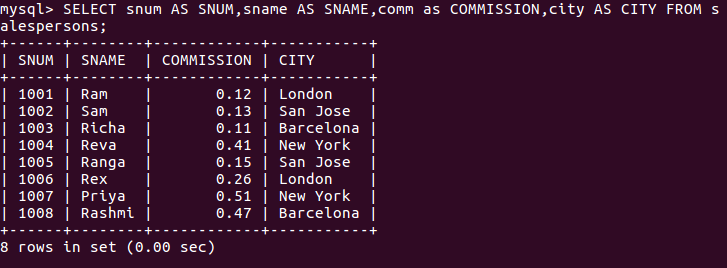 mysql> SELECT snum AS SNUM,sname AS SNAME,comm as COMMISSION,city AS CITY FROM s
alespersons;
+------+--------+------------+-----------+
| SNUM | SNAME  | COMMISSION | CITY      |
+------+--------+------------+-----------+
| 1001 | Ram    |       0.12 | London    |
| 1002 | Sam    |       0.13 | San Jose  |
| 1003 | Richa  |       0.11 | Barcelona |
| 1004 | Reva   |       0.41 | New York  |
| 1005 | Ranga  |       0.15 | San Jose  |
| 1006 | Rex    |       0.26 | London    |
| 1007 | Priya  |       0.51 | New York  |
| 1008 | Rashmi |       0.47 | Barcelona |
+------+--------+------------+-----------+
8 rows in set (0.00 sec)